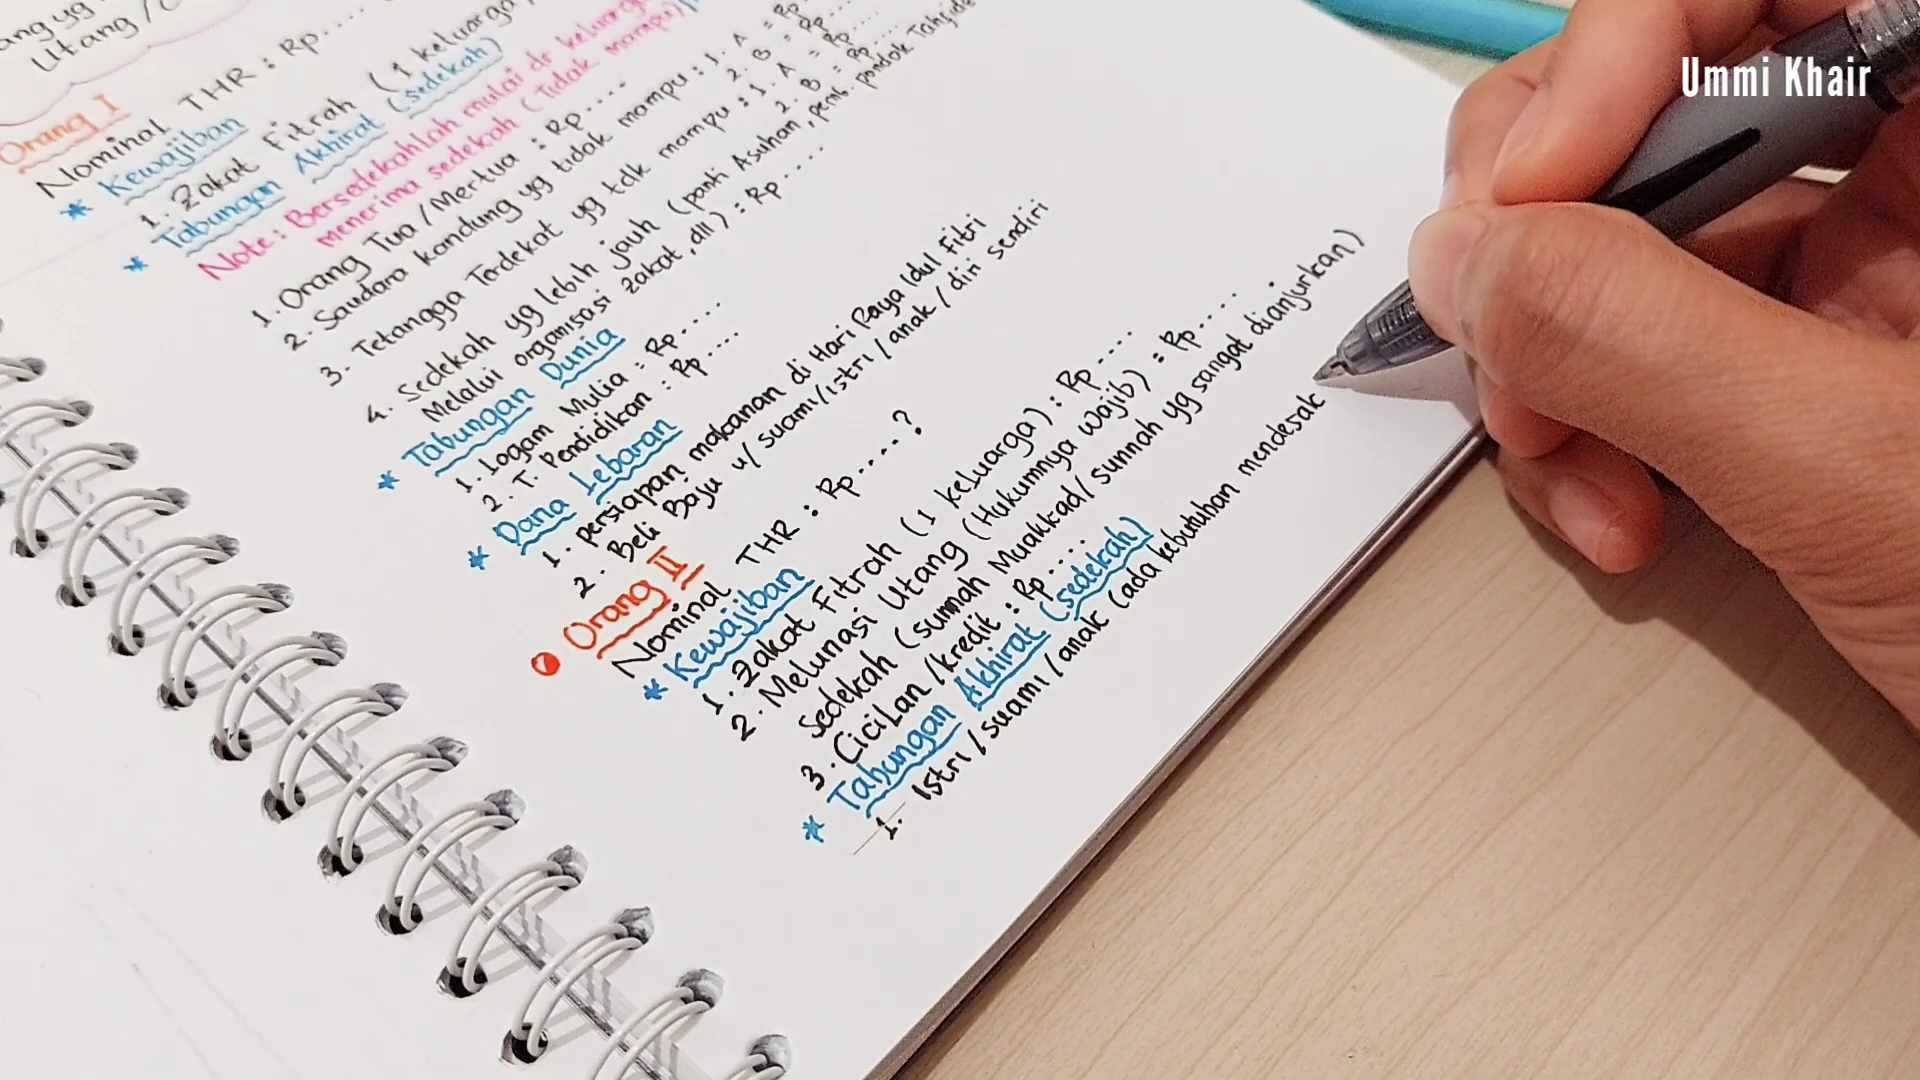 Utang /
Orang I
Nominal THR : Rp....
* Kewajiban
1. Zakat Fitrah (1 keluarga)
* Tabungan Akhirat (sedekah)
Note : Bersedekahlah mulai dr keluarga
menerima sedekah (Tidak mampu)
1. Orang Tua / Mertua : Rp....
2. Saudara kandung yg tidak mampu : 1. A = Rp...
2. B = Rp....
3. Tetangga Terdekat yg tdk mampu : 1. A = Rp....
2. B = Rp....
4. Sedekah yg lebih jauh (panti Asuhan, pemb. pondok Tahfidz
Melalui organisasi zakat, dll) : Rp....
* Tabungan Dunia
1. Logam Mulia : Rp....
2. T. Pendidikan : Rp....
* Dana Lebaran
1. persiapan makanan di Hari Raya Idul Fitri
2. Beli Baju u/ suami/istri/anak/diri sendiri
Orang II
Nominal THR : Rp....?
* Kewajiban
1. Zakat Fitrah (1 keluarga) : Rp....
2. Melunasi Utang (Hukumnya wajib) : Rp....
Sedekah (sunnah Muakkad/sunnah yg sangat dianjurkan)
3. Cicilan/kredit : Rp....
* Tabungan Akhirat (sedekah)
1. Istri/suami/anak (ada kebutuhan mendesak
Ummi Khair